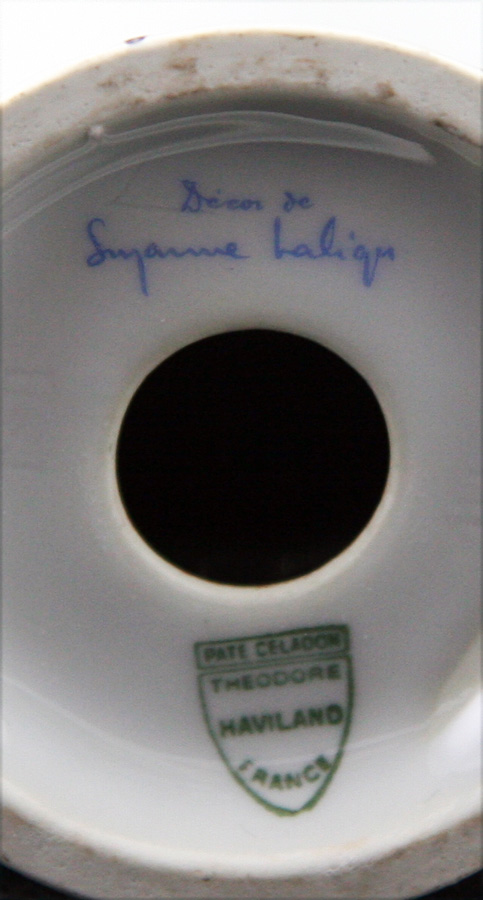 Décor de
Suzanne Lalique
PATE CELADON
THEODORE
HAVILAND
FRANCE